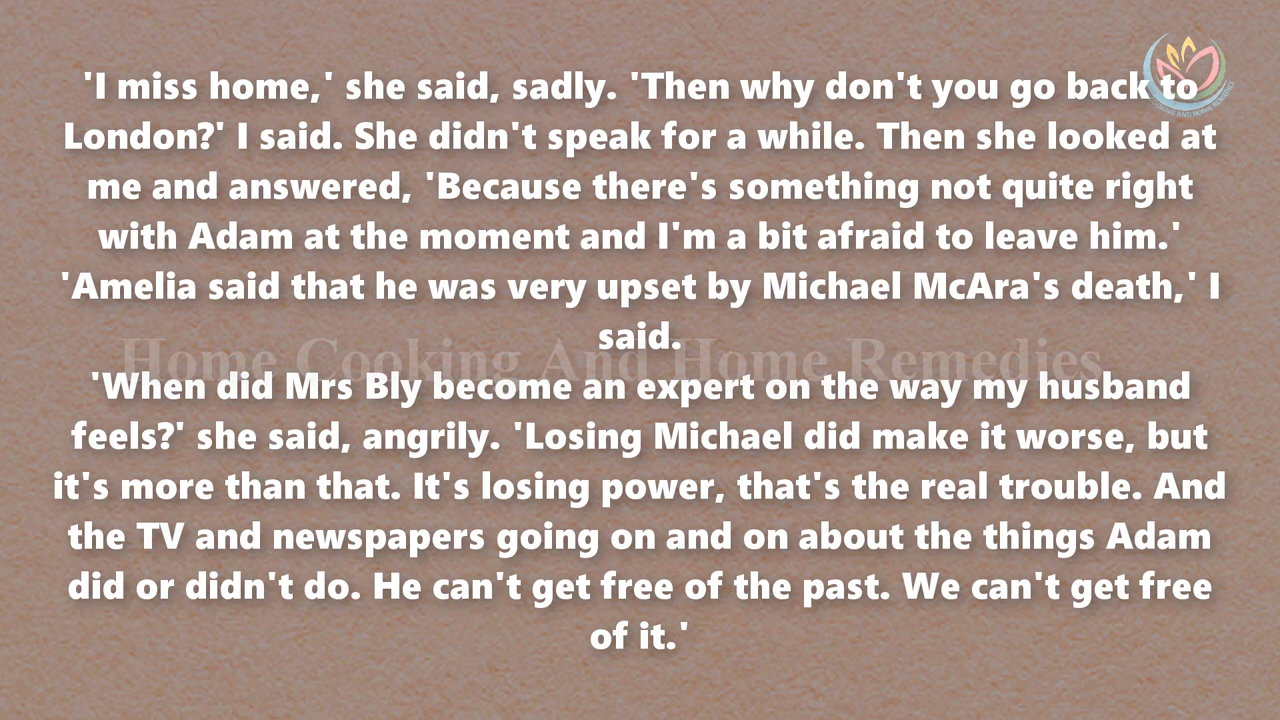 'I miss home,' she said, sadly. 'Then why don't you go back to
London?' I said. She didn't speak for a while. Then she looked at
me and answered, 'Because there's something not quite right
with Adam at the moment and I'm a bit afraid to leave him.'
'Amelia said that he was very upset by Michael McAra's death,' I
said.
Home Cooking And Home Remedies
'When did Mrs Bly become an expert on the way my husband
feels?' she said, angrily. 'Losing Michael did make it worse, but
it's more than that. It's losing power, that's the real trouble. And
the TV and newspapers going on and on about the things Adam
did or didn't do. He can't get free of the past. We can't get free
of it.'